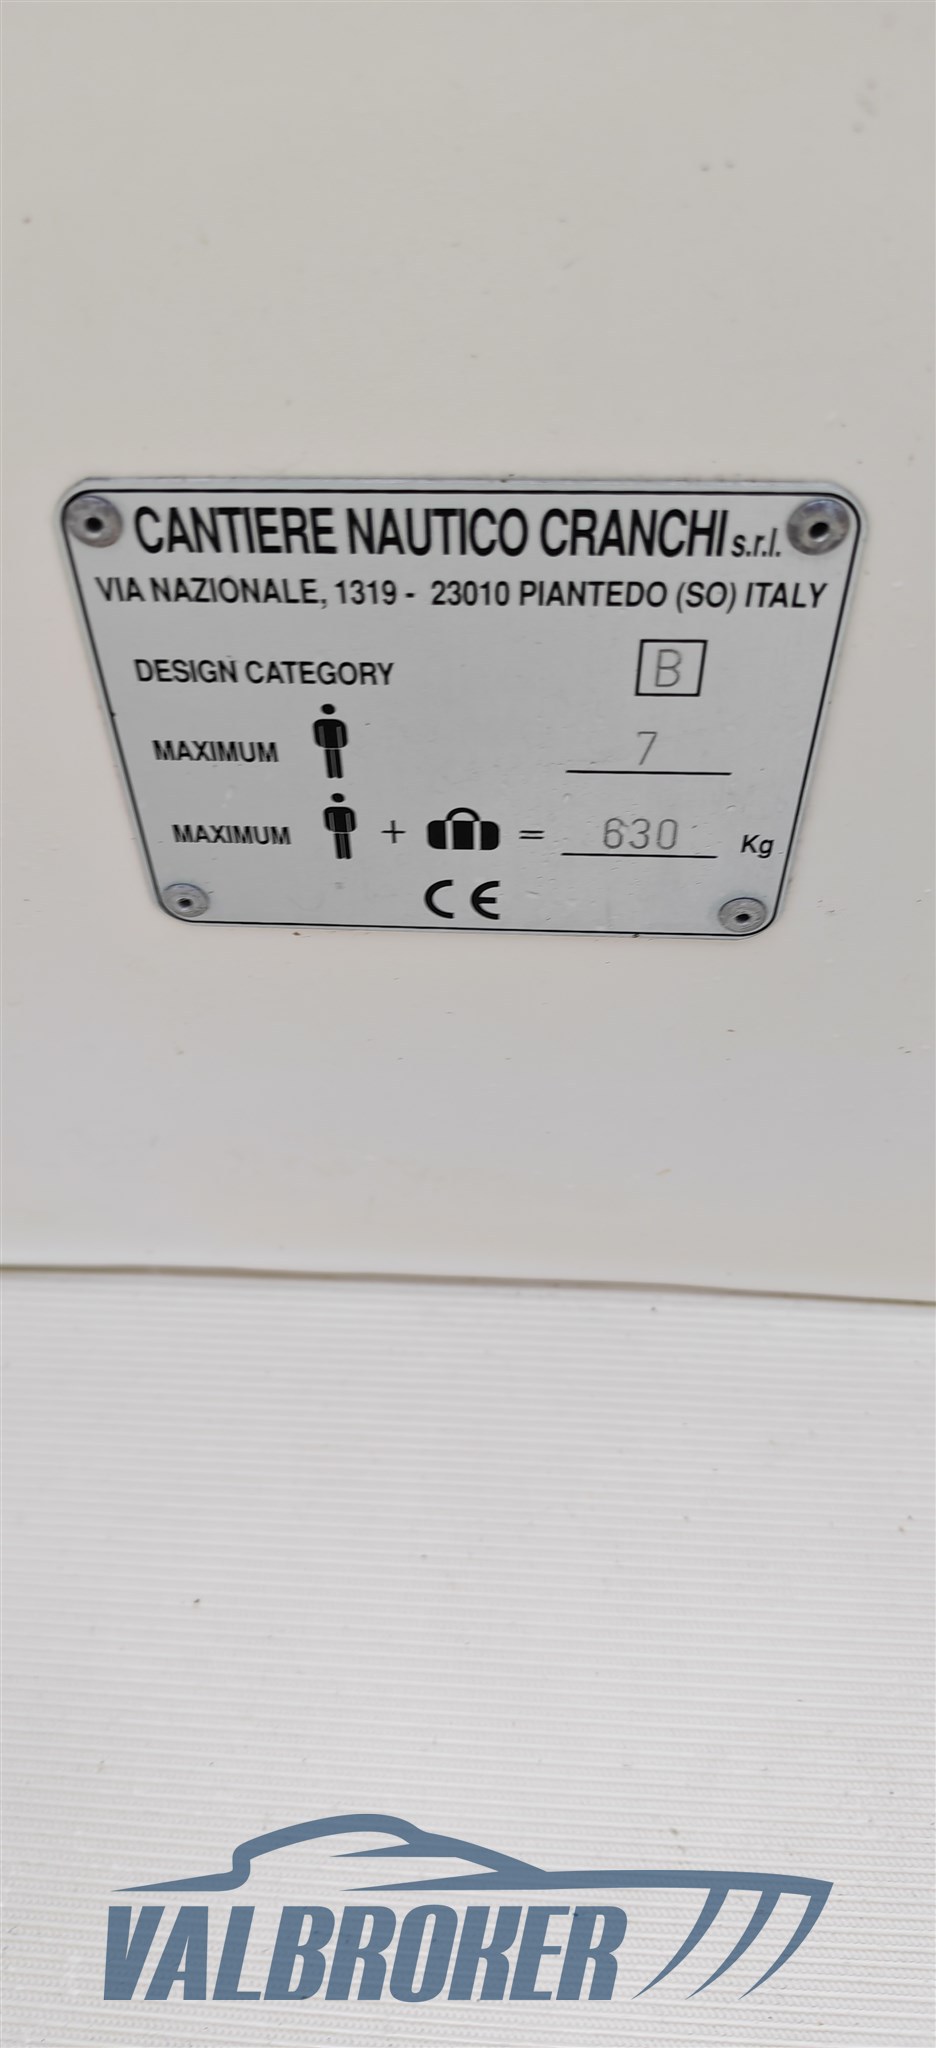 CANTIERE NAUTICO CRANCHI s.r.l.
VIA NAZIONALE, 1319 - 23010 PIANTEDO (SO) ITALY
DESIGN CATEGORY B
MAXIMUM 7
MAXIMUM + = 630 Kg
CE
VALBROKER